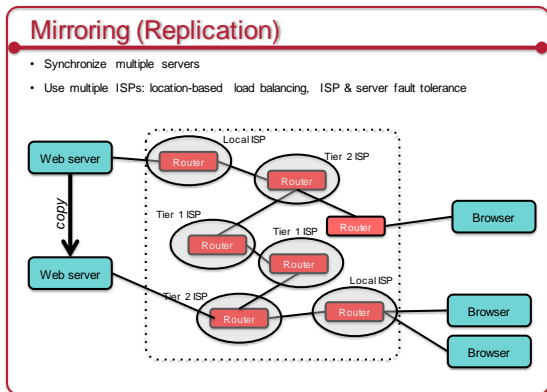 Mirroring (Replication)
• Synchronize multiple servers
• Use multiple ISPs: location-based load balancing, ISP & server fault tolerance
Local ISP
Web server
Router
Tier 2 ISP
Router
copy
Tier 1 ISP
Router
Router
Browser
Tier 1 ISP
Router
Web server
Local ISP
Tier 2 ISP
Router
Router
Browser
Browser